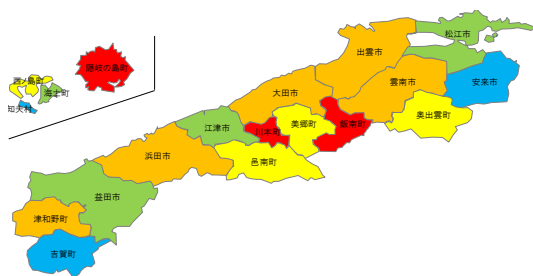 松江市
出雲市
隠岐の島町
西ノ島町
海士町
知夫村
安来市
雲南市
大田市
奥出雲町
飯南町
美郷町
川本町
江津市
邑南町
浜田市
益田市
津和野町
吉賀町